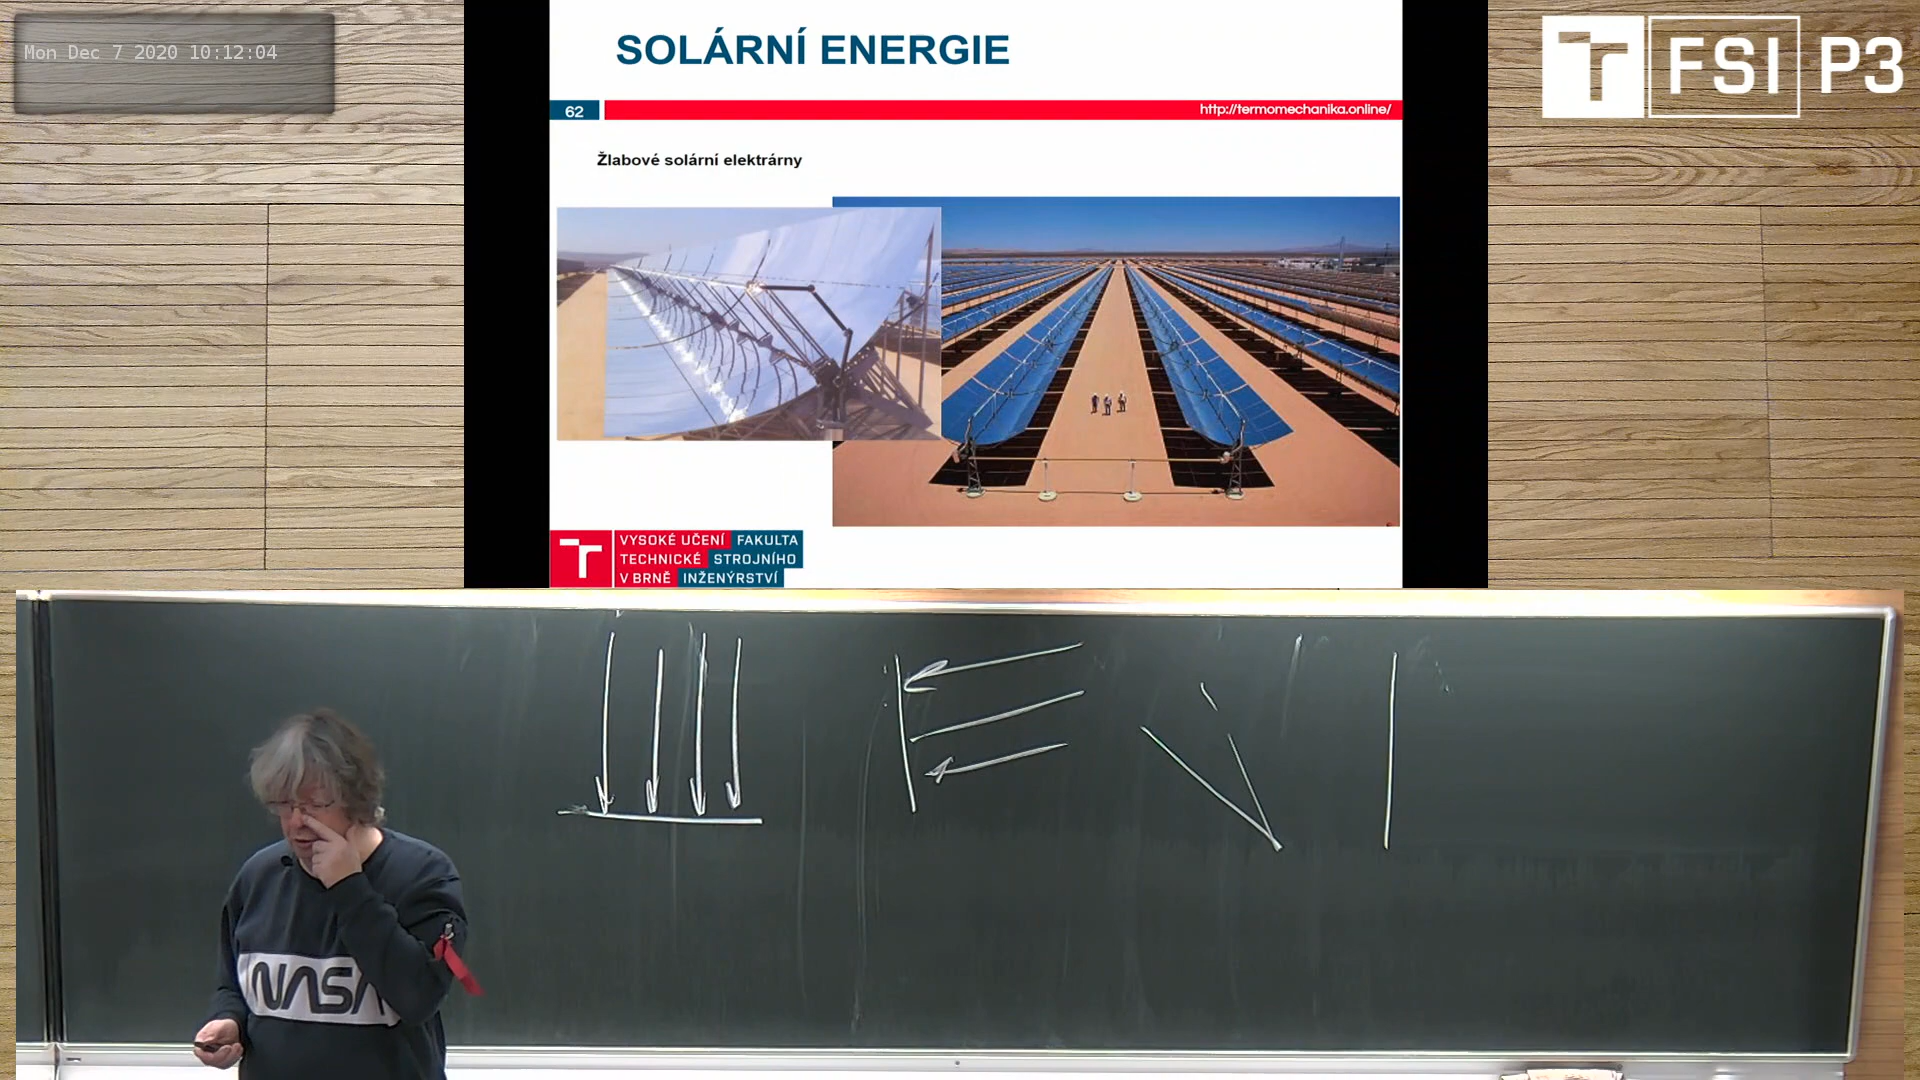 Mon Dec 7 2020 10:12:04
SOLÁRNÍ ENERGIE
FSI P3
62
http://termomechanika.online/
Žlabové solární elektrárny
VYSOKÉ UČENÍ FAKULTA
TECHNICKÉ STROJNÍHO
V BRNĚ INŽENÝRSTVÍ
NASA